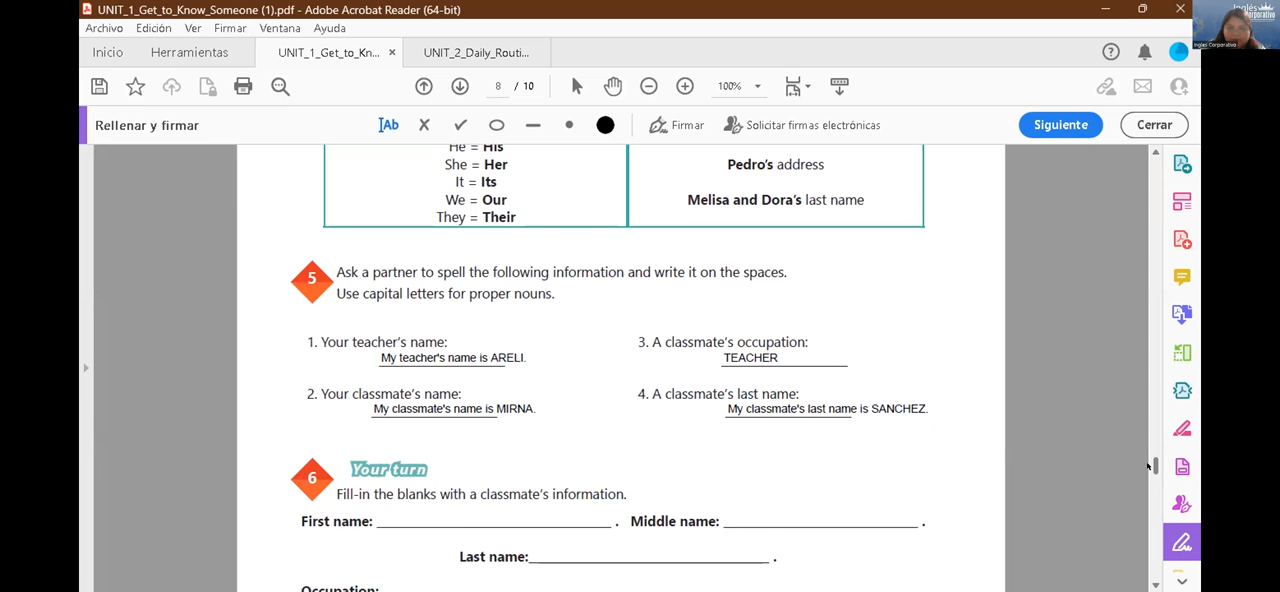 UNIT_1_Get_to_Know_Someone (1).pdf - Adobe Acrobat Reader (64-bit)
Archivo Edición Ver Firmar Ventana Ayuda
Inicio Herramientas UNIT_1_Get_to_Kn... × UNIT_2_Daily_Routi...
8 / 10 100%
Rellenar y firmar Ab Firmar Solicitar firmas electrónicas Siguiente Cerrar
Inglés Corporativo
Ingles Corporativo
He = His
She = Her
It = Its
We = Our
They = Their
Pedro's address
Melisa and Dora's last name
5 Ask a partner to spell the following information and write it on the spaces.
Use capital letters for proper nouns.
1. Your teacher's name:
My teacher's name is ARELI.
2. Your classmate's name:
My classmate's name is MIRNA.
3. A classmate's occupation:
TEACHER
4. A classmate's last name:
My classmate's last name is SANCHEZ.
6 Your turn
Fill-in the blanks with a classmate's information.
First name: . Middle name: .
Last name: .
Occupation: